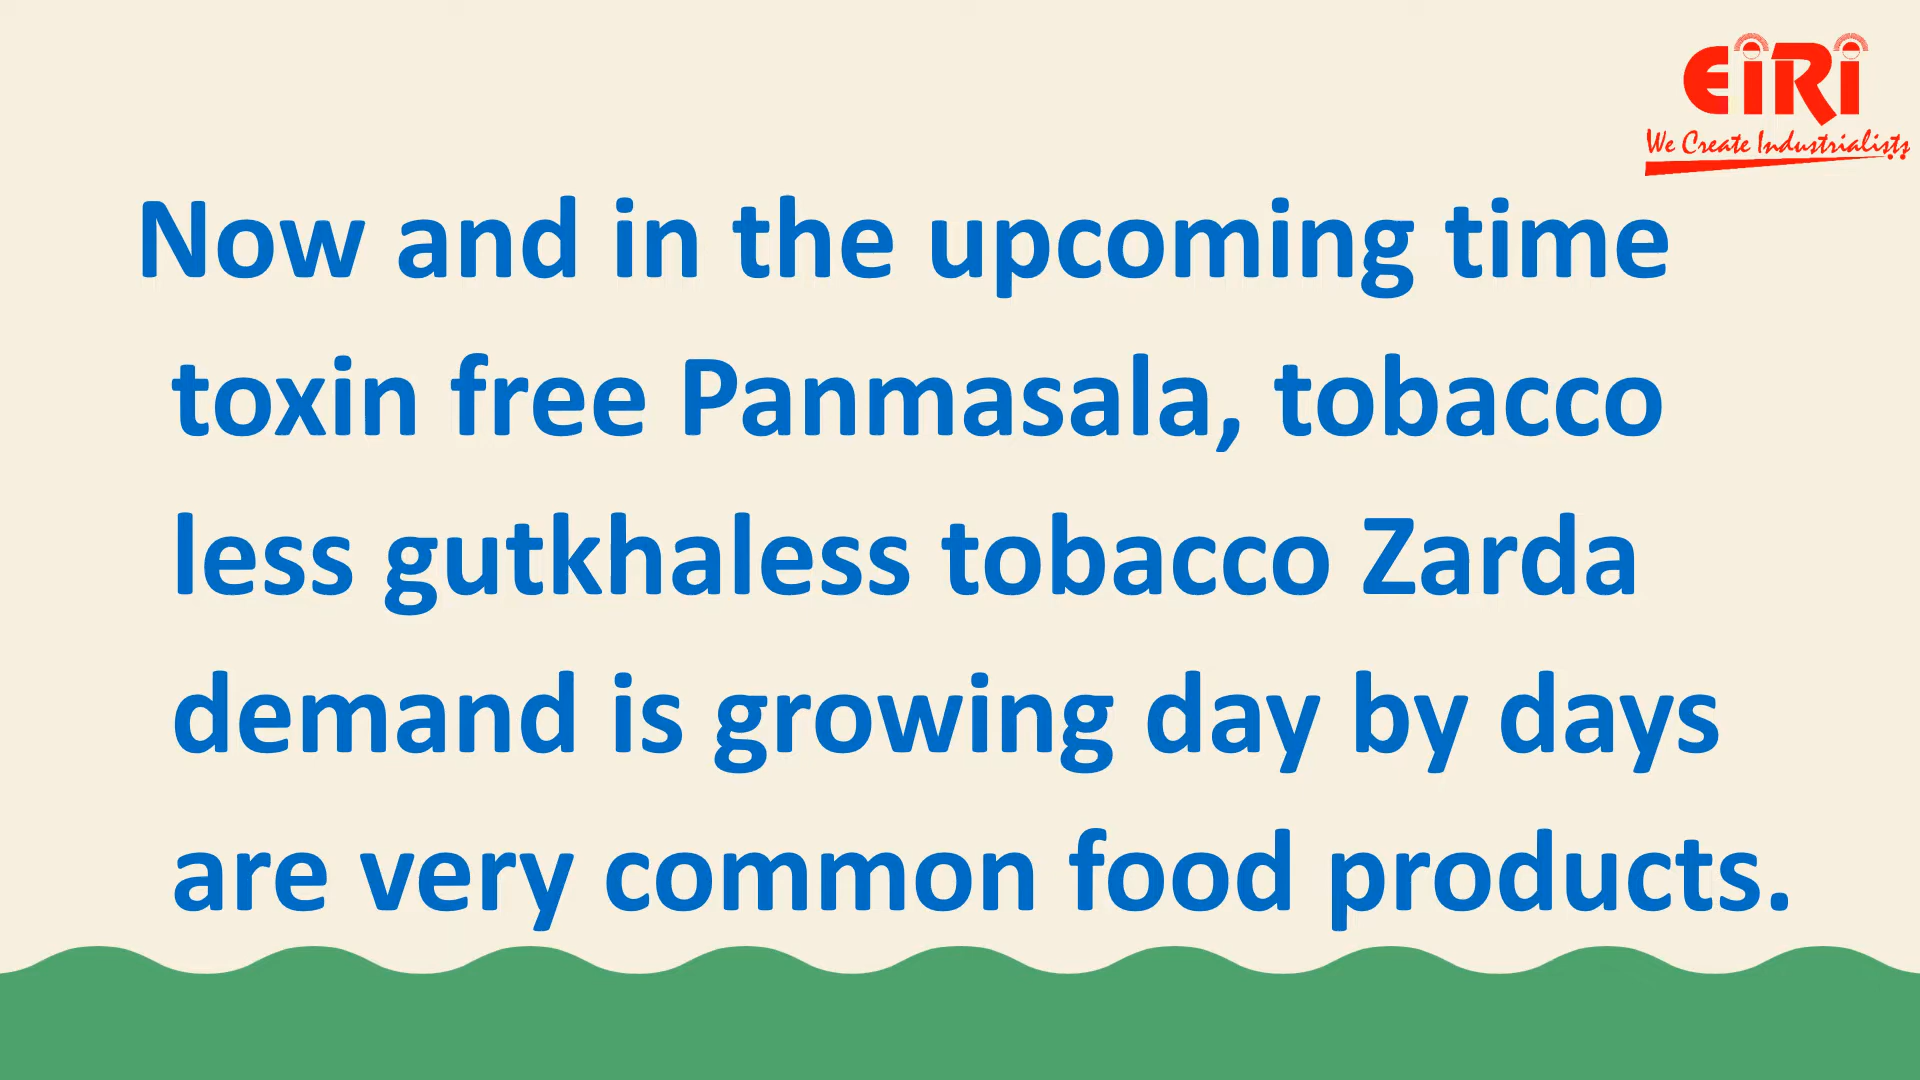 EIRI
We Create Industrialists
Now and in the upcoming time
toxin free Panmasala, tobacco
less gutkhaless tobacco Zarda
demand is growing day by days
are very common food products.